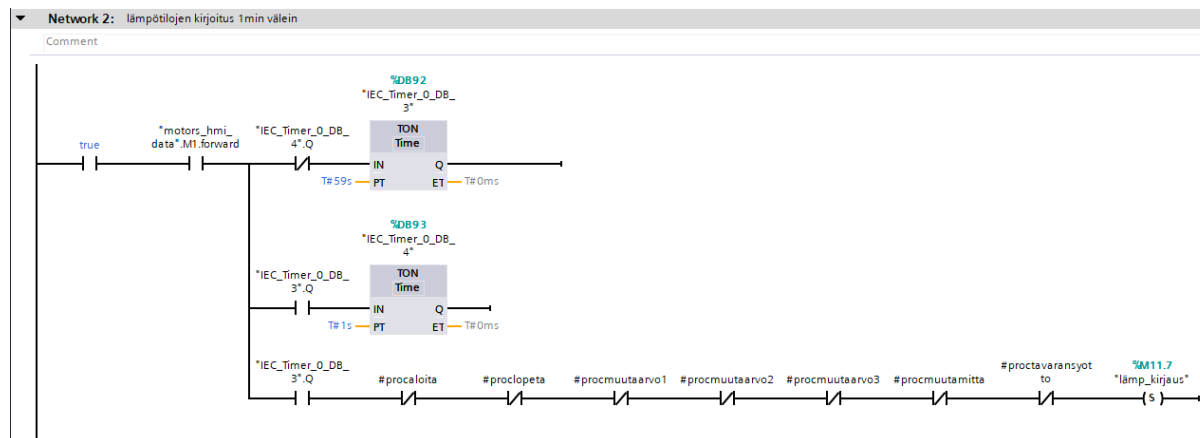 Network 2: lämpötilojen kirjoitus 1min välein
Comment
%DB92
"IEC_Timer_0_DB_
3"
true
"motors_hmi_
data".M1.forward
"IEC_Timer_0_DB_
4".Q
TON
Time
IN
Q
T#59s
PT
ET
T#0ms
%DB93
"IEC_Timer_0_DB_
4"
"IEC_Timer_0_DB_
3".Q
TON
Time
IN
Q
T#1s
PT
ET
T#0ms
"IEC_Timer_0_DB_
3".Q
#procaloita
#proclopeta
#procmuutaarvo1
#procmuutaarvo2
#procmuutaarvo3
#procmuutamitta
#proctavaransyot
to
%M11.7
"lämp_kirjaus"
S